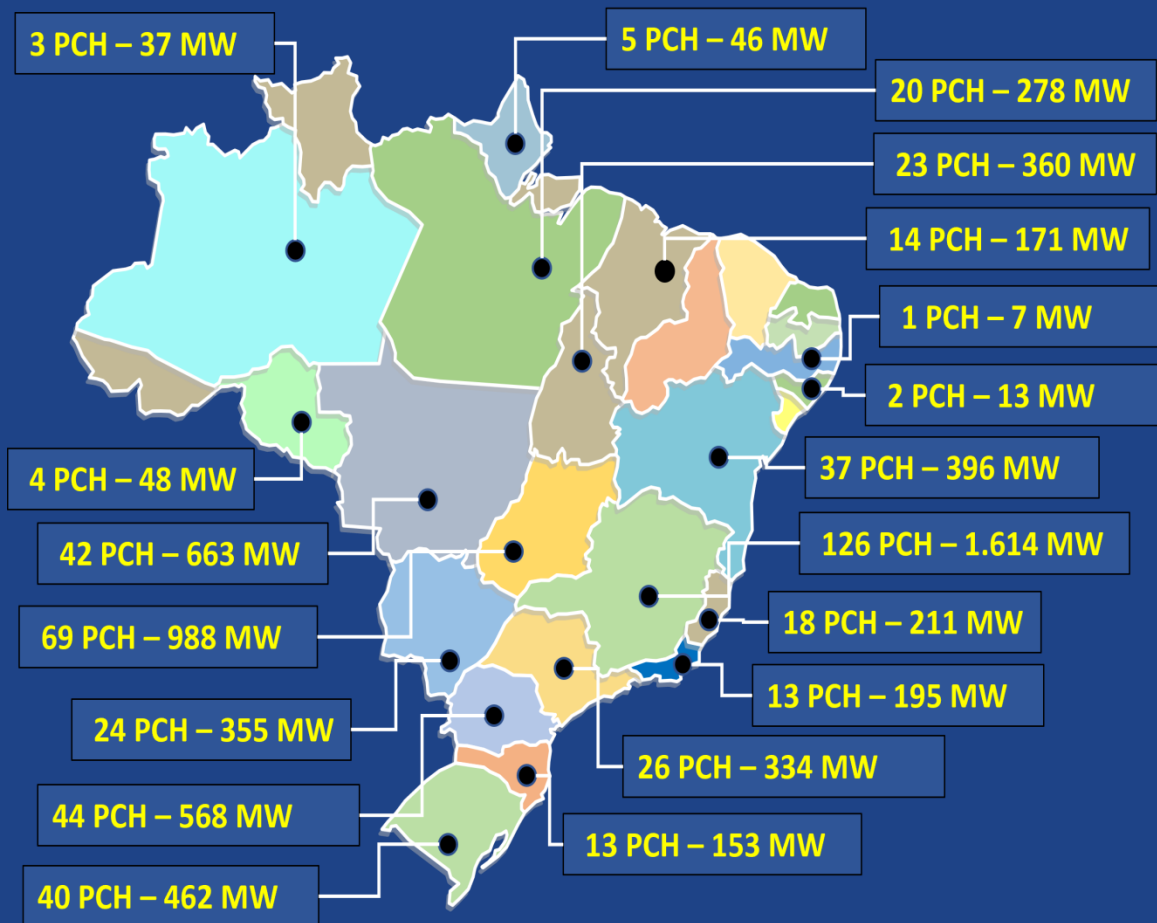 3 PCH – 37 MW
5 PCH – 46 MW
20 PCH – 278 MW
23 PCH – 360 MW
14 PCH – 171 MW
1 PCH – 7 MW
2 PCH – 13 MW
4 PCH – 48 MW
37 PCH – 396 MW
42 PCH – 663 MW
126 PCH – 1.614 MW
69 PCH – 988 MW
18 PCH – 211 MW
13 PCH – 195 MW
24 PCH – 355 MW
26 PCH – 334 MW
44 PCH – 568 MW
13 PCH – 153 MW
40 PCH – 462 MW